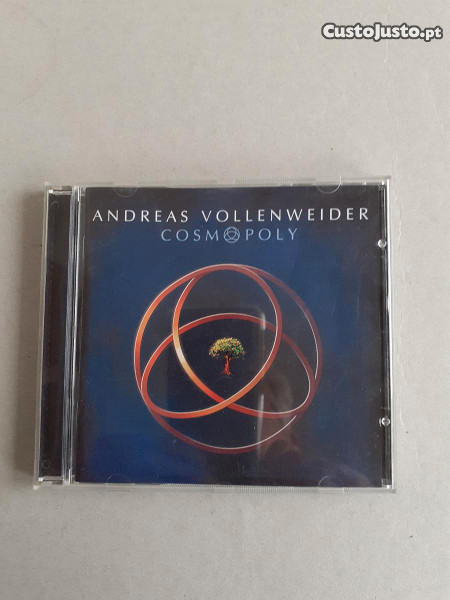 CustoJusto.pt
ANDREAS VOLLENWEIDER
COSMOPOLY